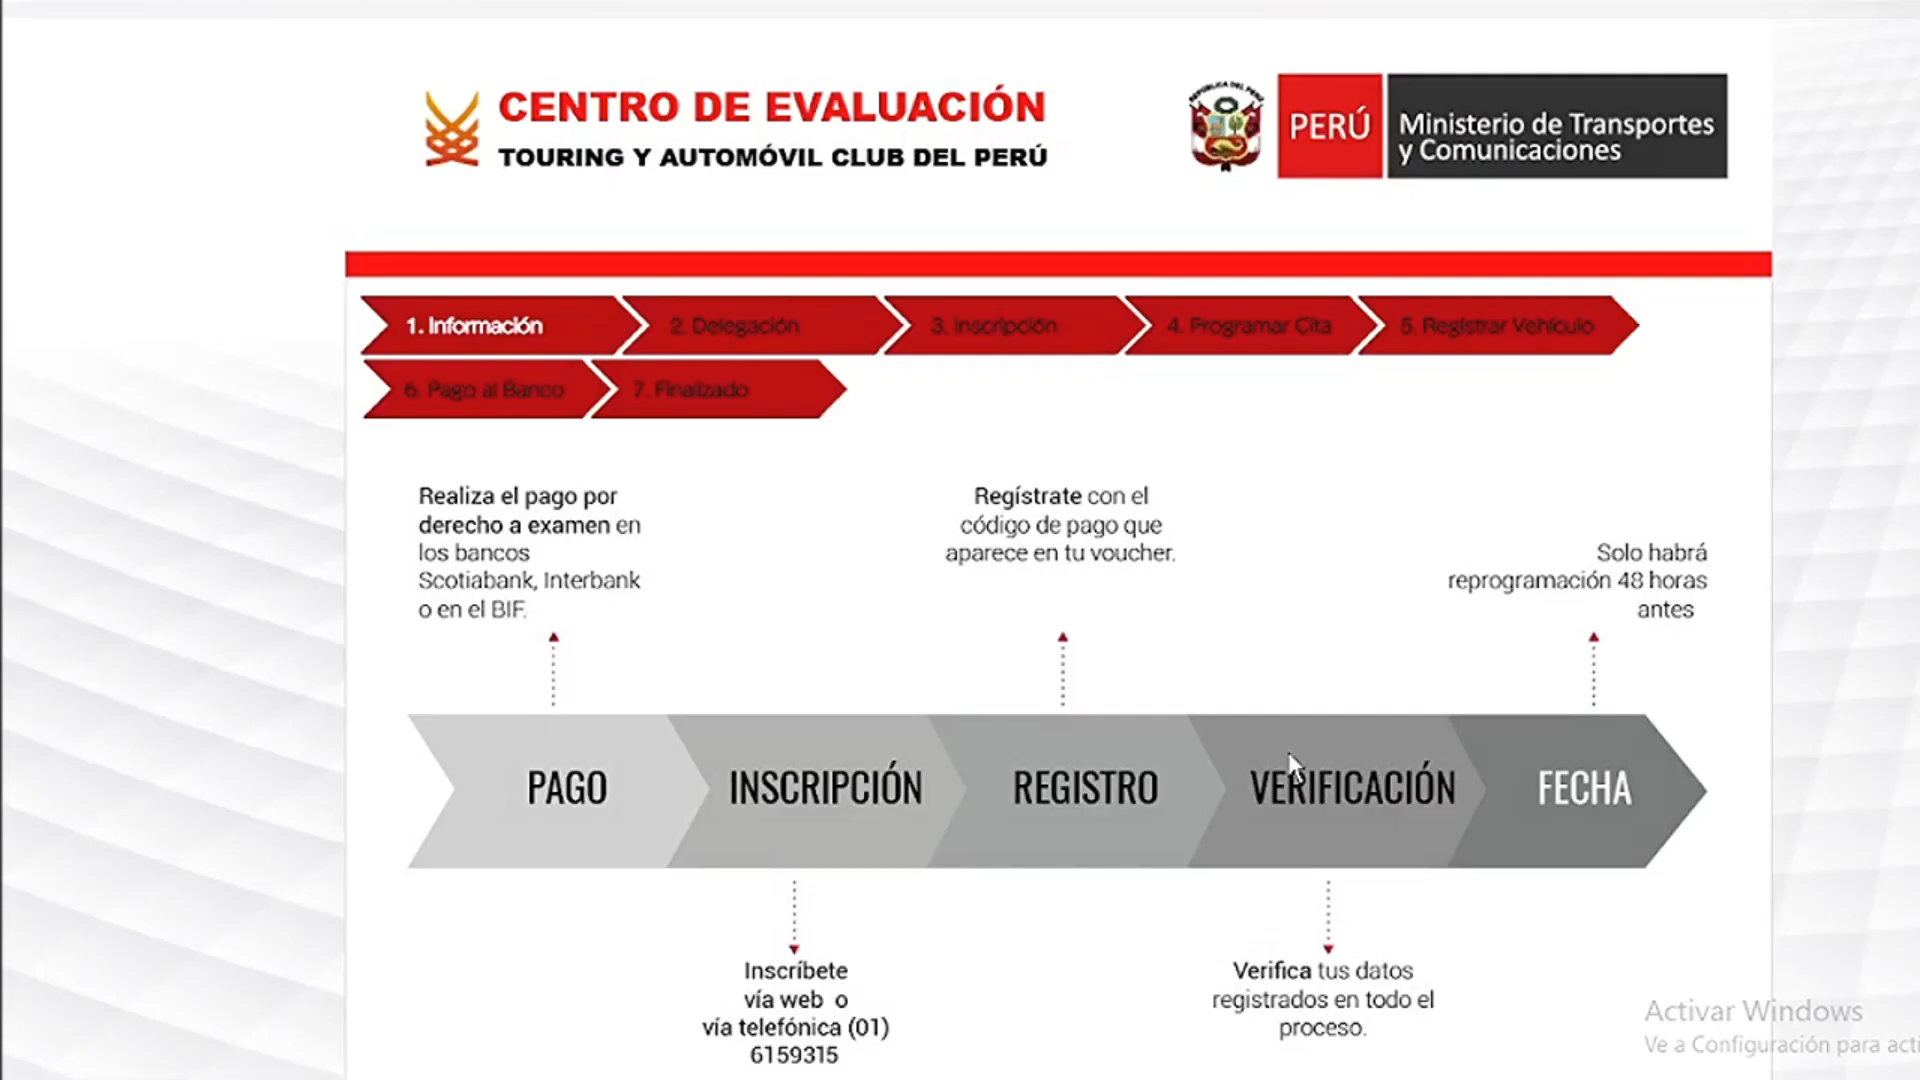 CENTRO DE EVALUACIÓN
TOURING Y AUTOMÓVIL CLUB DEL PERÚ
REPÚBLICA DEL PERÚ
PERÚ
Ministerio de Transportes
y Comunicaciones
1. Información
2. Delegación
3. Inscripción
4. Programar Cita
5. Registrar Vehículo
6. Pago al Banco
7. Finalizado
Realiza el pago por
derecho a examen en
los bancos
Scotiabank, Interbank
o en el BIF.
Regístrate con el
código de pago que
aparece en tu voucher.
Solo habrá
reprogramación 48 horas
antes
PAGO
INSCRIPCIÓN
REGISTRO
VERIFICACIÓN
FECHA
Inscríbete
vía web o
vía telefónica (01)
6159315
Verifica tus datos
registrados en todo el
proceso.
Activar Windows
Ve a Configuración para acti